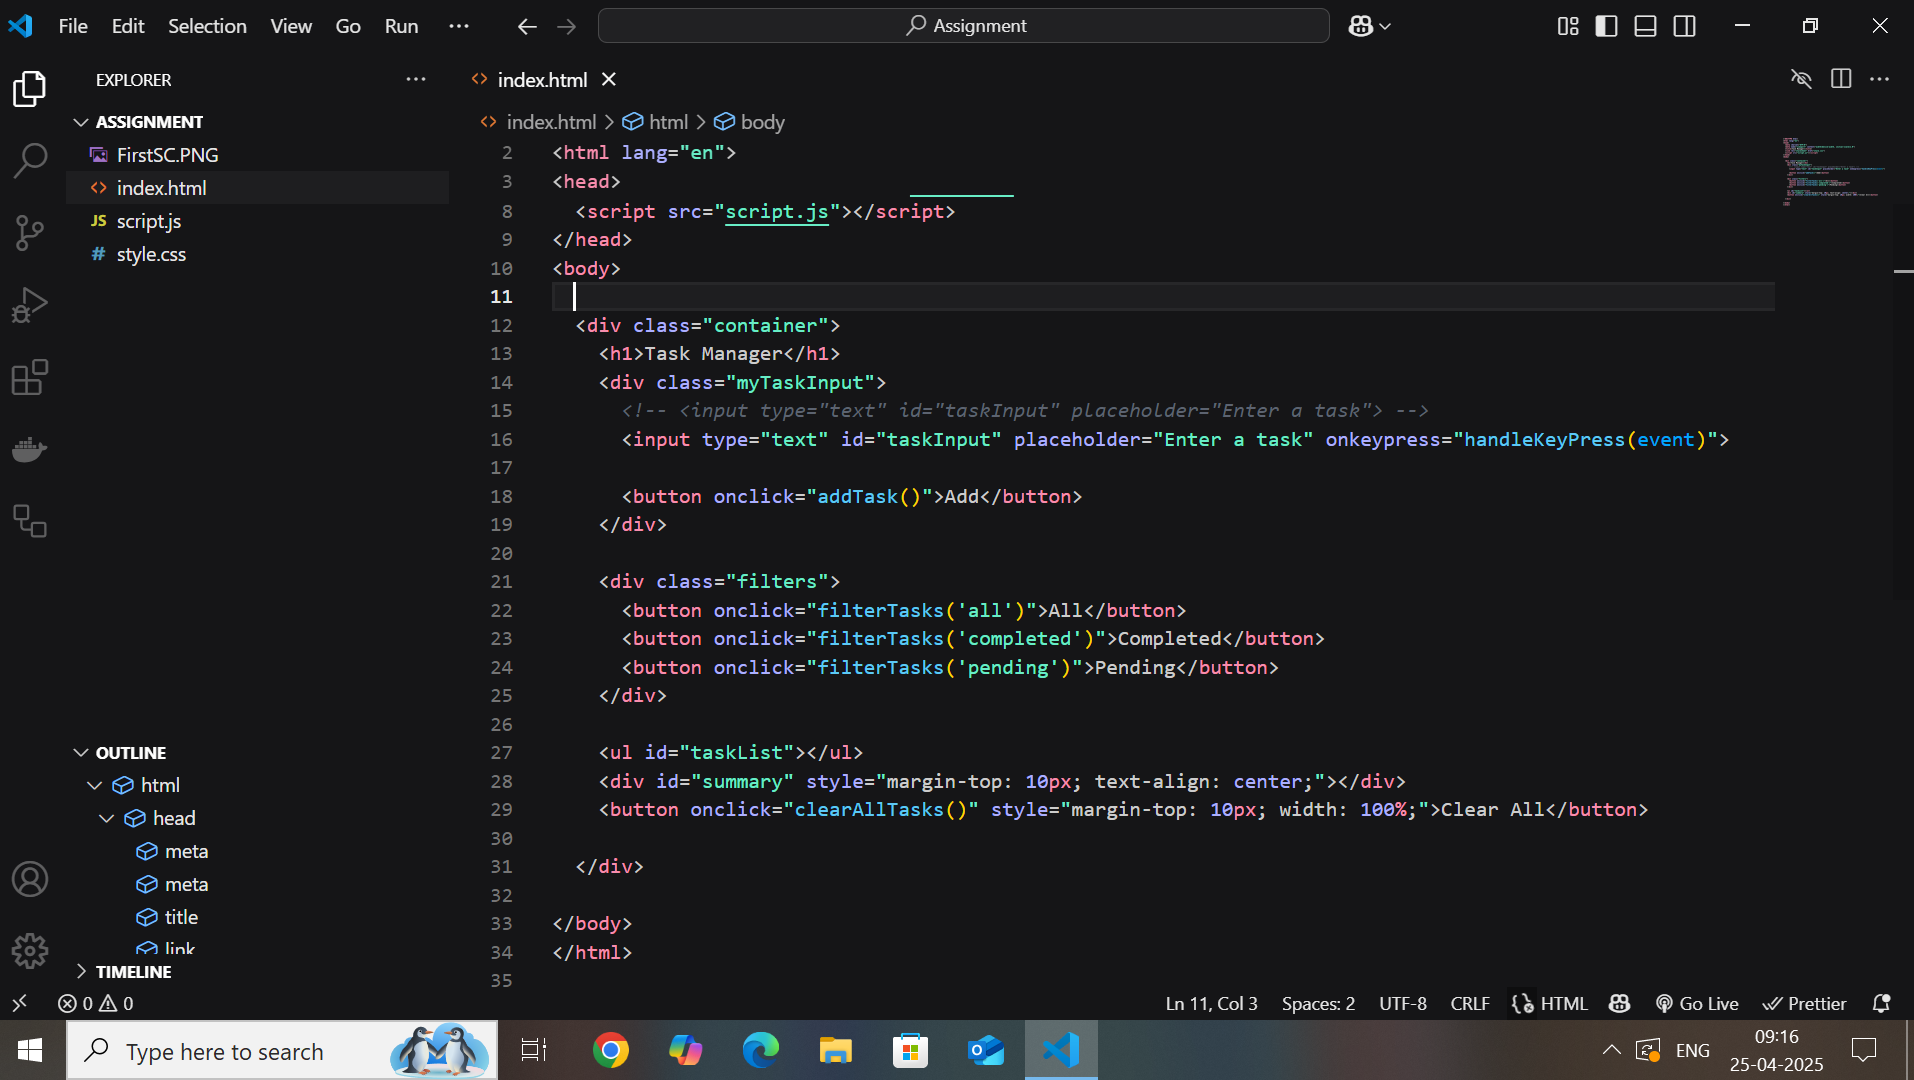 File Edit Selection View Go Run ··· Assignment
EXPLORER ···
index.html
ASSIGNMENT
FirstSC.PNG
index.html
JS script.js
# style.css
index.html > html > body
2 <html lang="en">
3 <head>
8 <script src="script.js"></script>
9 </head>
10 <body>
11
12 <div class="container">
13 <h1>Task Manager</h1>
14 <div class="myTaskInput">
15 <!-- <input type="text" id="taskInput" placeholder="Enter a task"> -->
16 <input type="text" id="taskInput" placeholder="Enter a task" onkeypress="handleKeyPress(event)">
17
18 <button onclick="addTask()">Add</button>
19 </div>
20
21 <div class="filters">
22 <button onclick="filterTasks('all')">All</button>
23 <button onclick="filterTasks('completed')">Completed</button>
24 <button onclick="filterTasks('pending')">Pending</button>
25 </div>
26
27 <ul id="taskList"></ul>
28 <div id="summary" style="margin-top: 10px; text-align: center;"></div>
29 <button onclick="clearAllTasks()" style="margin-top: 10px; width: 100%;">Clear All</button>
30
31 </div>
32
33 </body>
34 </html>
35
OUTLINE
html
head
meta
meta
title
link
TIMELINE
0 0 Ln 11, Col 3 Spaces: 2 UTF-8 CRLF HTML Go Live Prettier
Type here to search
ENG
09:16
25-04-2025